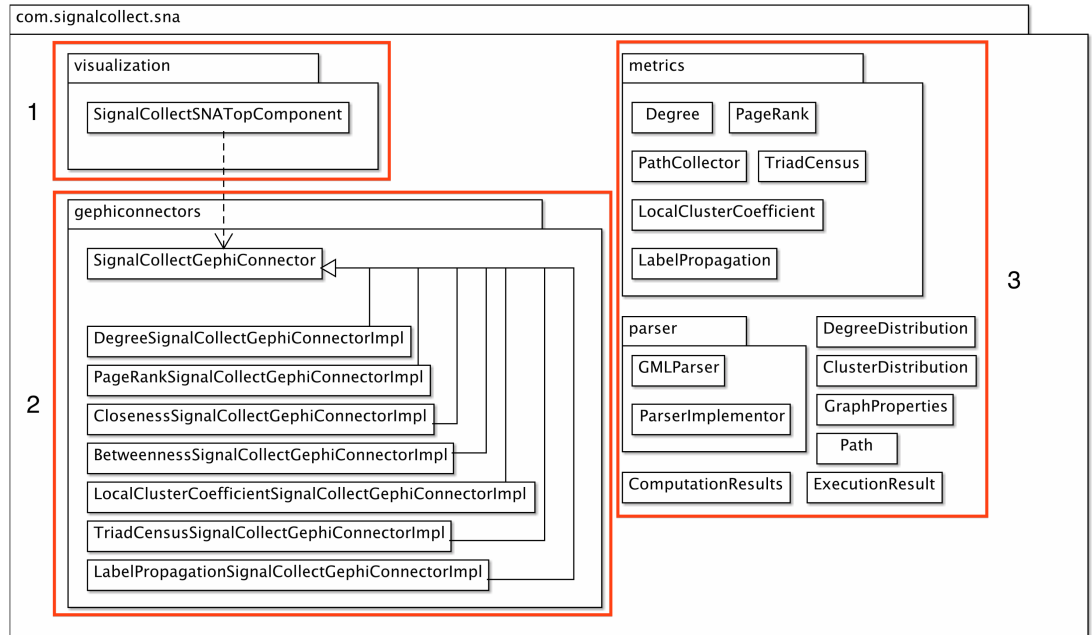 com.signalcollect.sna
1
visualization
SignalCollectSNATopComponent
2
gephiconnectors
SignalCollectGephiConnector
DegreeSignalCollectGephiConnectorImpl
PageRankSignalCollectGephiConnectorImpl
ClosenessSignalCollectGephiConnectorImpl
BetweennessSignalCollectGephiConnectorImpl
LocalClusterCoefficientSignalCollectGephiConnectorImpl
TriadCensusSignalCollectGephiConnectorImpl
LabelPropagationSignalCollectGephiConnectorImpl
3
metrics
Degree PageRank
PathCollector TriadCensus
LocalClusterCoefficient
LabelPropagation
parser
GMLParser
ParserImplementor
DegreeDistribution
ClusterDistribution
GraphProperties
Path
ComputationResults ExecutionResult